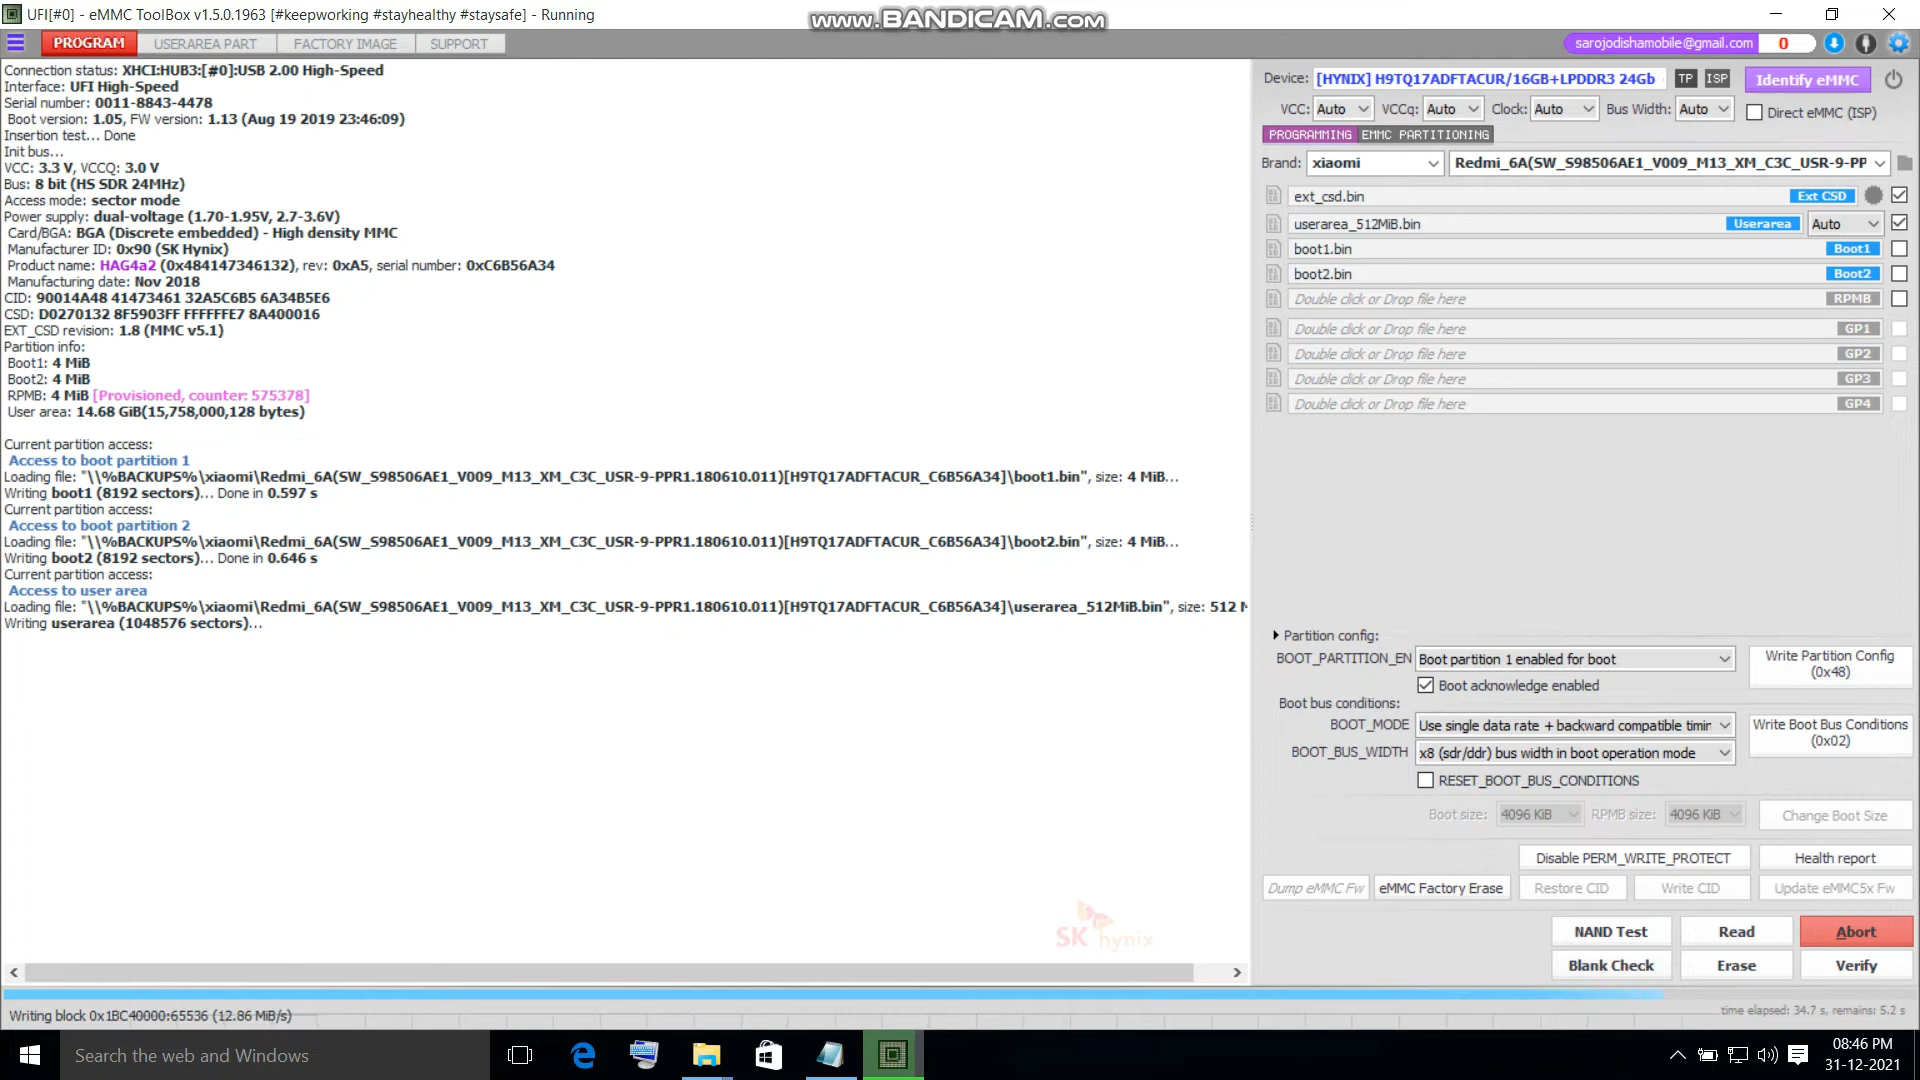 UFI[#0] - eMMC ToolBox v1.5.0.1963 [#keepworking #stayhealthy #staysafe] - Running
www.BANDICAM.com
PROGRAM USERAREA PART FACTORY IMAGE SUPPORT
sarojodishamobile@gmail.com 0
Connection status: XHCI:HUB3:[#0]:USB 2.00 High-Speed
Interface: UFI High-Speed
Serial number: 0011-8843-4478
Boot version: 1.05, FW version: 1.13 (Aug 19 2019 23:46:09)
Insertion test... Done
Init bus...
VCC: 3.3 V, VCCQ: 3.0 V
Bus: 8 bit (HS SDR 24MHz)
Access mode: sector mode
Power supply: dual-voltage (1.70-1.95V, 2.7-3.6V)
Card/BGA: BGA (Discrete embedded) - High density MMC
Manufacturer ID: 0x90 (SK Hynix)
Product name: HAG4a2 (0x484147346132), rev: 0xA5, serial number: 0xC6B56A34
Manufacturing date: Nov 2018
CID: 90014A48 41473461 32A5C6B5 6A34B5E6
CSD: D0270132 8F5903FF FFFFFFE7 8A400016
EXT_CSD revision: 1.8 (MMC v5.1)
Partition info:
Boot1: 4 MiB
Boot2: 4 MiB
RPMB: 4 MiB [Provisioned, counter: 575378]
User area: 14.68 GiB(15,758,000,128 bytes)
Current partition access:
Access to boot partition 1
Loading file: "\\%BACKUPS%\xiaomi\Redmi_6A(SW_S98506AE1_V009_M13_XM_C3C_USR-9-PPR1.180610.011)[H9TQ17ADFTACUR_C6B56A34]\boot1.bin", size: 4 MiB...
Writing boot1 (8192 sectors)... Done in 0.597 s
Current partition access:
Access to boot partition 2
Loading file: "\\%BACKUPS%\xiaomi\Redmi_6A(SW_S98506AE1_V009_M13_XM_C3C_USR-9-PPR1.180610.011)[H9TQ17ADFTACUR_C6B56A34]\boot2.bin", size: 4 MiB...
Writing boot2 (8192 sectors)... Done in 0.646 s
Current partition access:
Access to user area
Loading file: "\\%BACKUPS%\xiaomi\Redmi_6A(SW_S98506AE1_V009_M13_XM_C3C_USR-9-PPR1.180610.011)[H9TQ17ADFTACUR_C6B56A34]\userarea_512MiB.bin", size: 512 M
Writing userarea (1048576 sectors)...
SK hynix
Device: [HYNIX] H9TQ17ADFTACUR/16GB+LPDDR3 24Gb TP ISP Identify eMMC
VCC: Auto VCCq: Auto Clock: Auto Bus Width: Auto Direct eMMC (ISP)
PROGRAMMING EMMC PARTITIONING
Brand: xiaomi Redmi_6A(SW_S98506AE1_V009_M13_XM_C3C_USR-9-PP
ext_csd.bin Ext CSD
userarea_512MiB.bin Userarea Auto
boot1.bin Boot1
boot2.bin Boot2
Double click or Drop file here RPMB
Double click or Drop file here GP1
Double click or Drop file here GP2
Double click or Drop file here GP3
Double click or Drop file here GP4
Partition config:
BOOT_PARTITION_EN Boot partition 1 enabled for boot Write Partition Config (0x48)
Boot acknowledge enabled
Boot bus conditions:
BOOT_MODE Use single data rate + backward compatible timin Write Boot Bus Conditions (0x02)
BOOT_BUS_WIDTH x8 (sdr/ddr) bus width in boot operation mode
RESET_BOOT_BUS_CONDITIONS
Boot size: 4096 KiB RPMB size: 4096 KiB Change Boot Size
Disable PERM_WRITE_PROTECT Health report
Dump eMMC Fw eMMC Factory Erase Restore CID Write CID Update eMMC5x Fw
NAND Test Read Abort
Blank Check Erase Verify
Writing block 0x1BC40000:65536 (12.86 MiB/s)
time elapsed: 34.7 s, remains: 5.2 s
Search the web and Windows
08:46 PM
31-12-2021